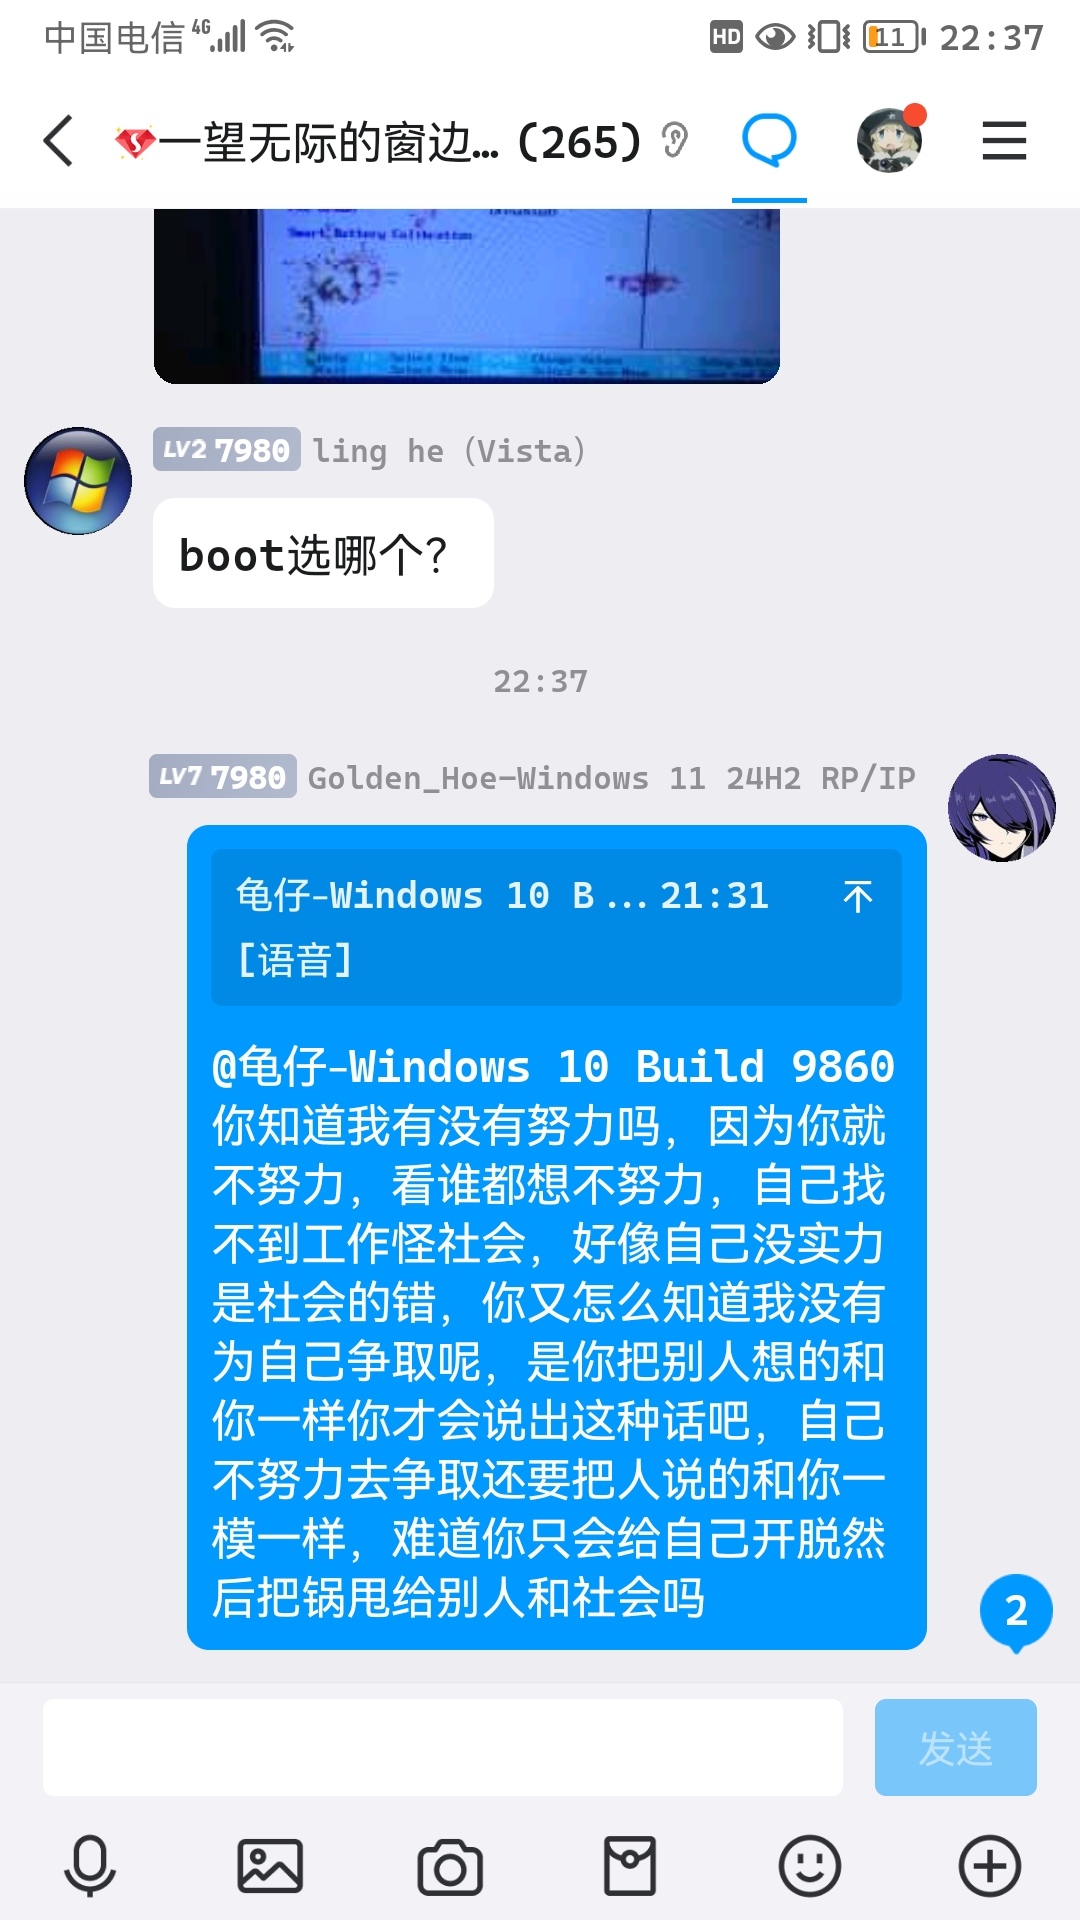 中国电信 4G HD 11 22:37
一望无际的窗边... (265)
Smart Battery Calibration
LV2 7980 ling he (Vista)
boot选哪个?
22:37
LV7 7980 Golden_Hoe-Windows 11 24H2 RP/IP
龟仔-Windows 10 B... 21:31
[语音]
@龟仔-Windows 10 Build 9860
你知道我有没有努力吗，因为你就
不努力，看谁都想不努力，自己找
不到工作怪社会，好像自己没实力
是社会的错，你又怎么知道我没有
为自己争取呢，是你把别人想的和
你一样你才会说出这种话吧，自己
不努力去争取还要把人说的和你一
模一样，难道你只会给自己开脱然
后把锅甩给别人和社会吗
2
发送